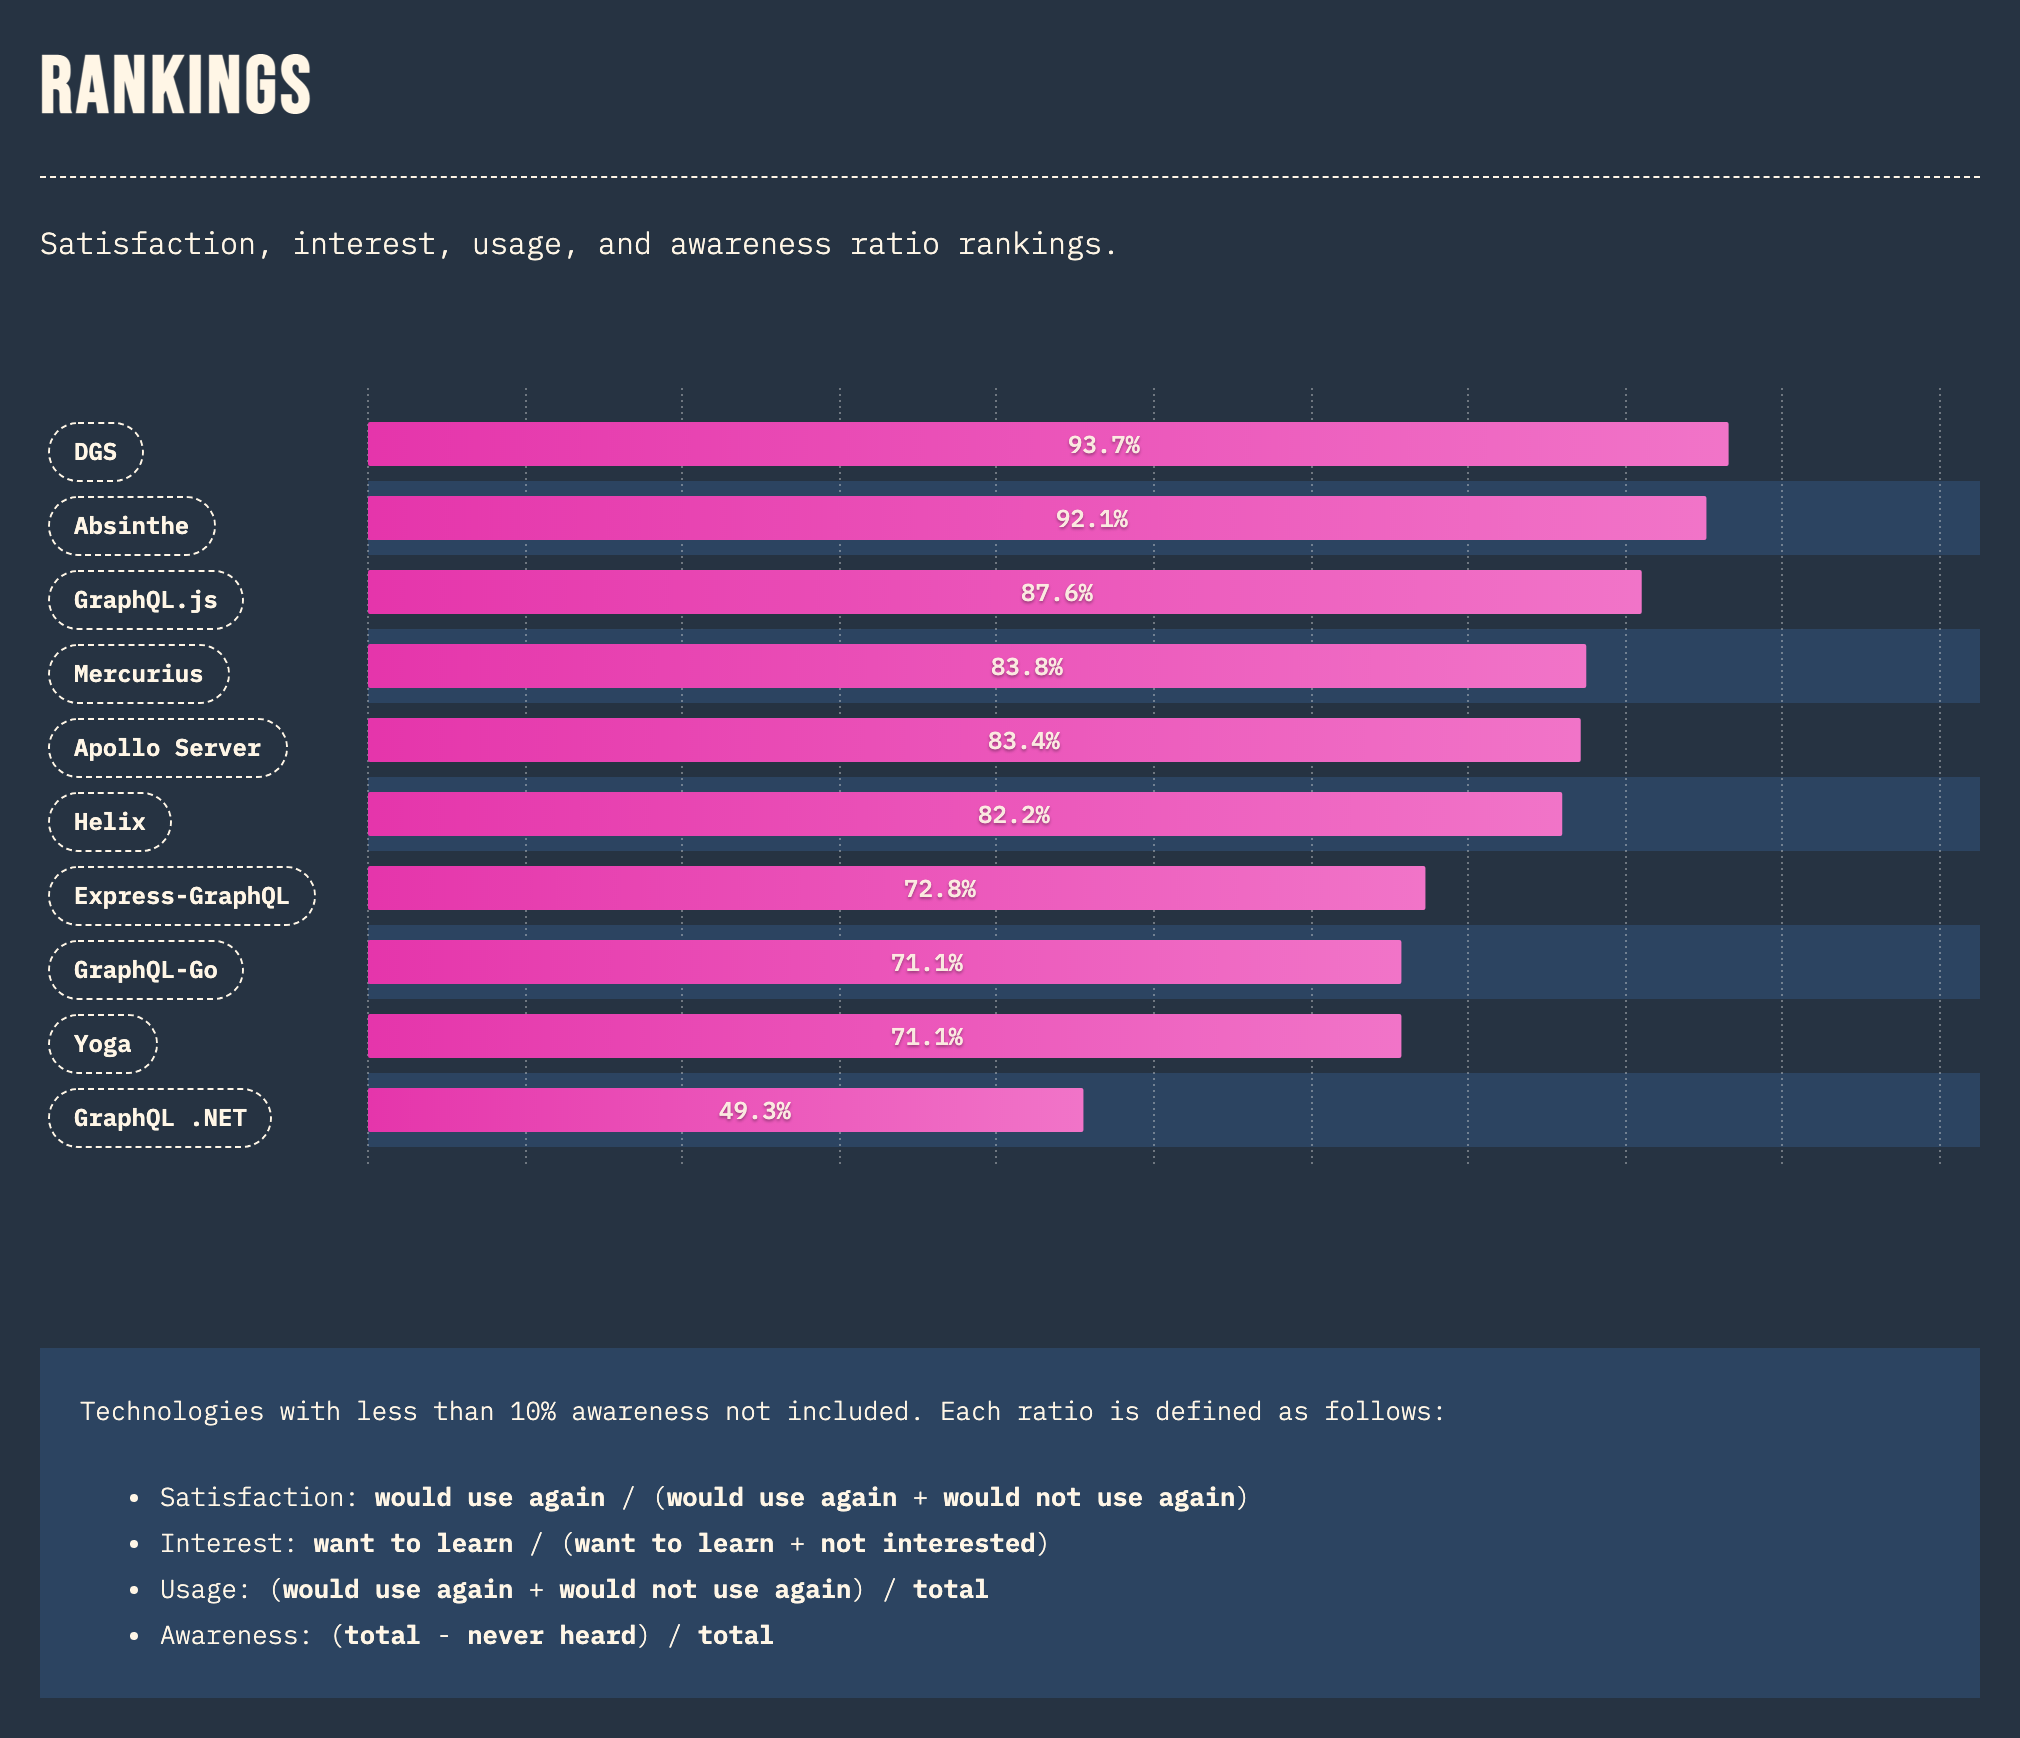 RANKINGS
Satisfaction, interest, usage, and awareness ratio rankings.
DGS 93.7%
Absinthe 92.1%
GraphQL.js 87.6%
Mercurius 83.8%
Apollo Server 83.4%
Helix 82.2%
Express-GraphQL 72.8%
GraphQL-Go 71.1%
Yoga 71.1%
GraphQL .NET 49.3%
Technologies with less than 10% awareness not included. Each ratio is defined as follows:
• Satisfaction: would use again / (would use again + would not use again)
• Interest: want to learn / (want to learn + not interested)
• Usage: (would use again + would not use again) / total
• Awareness: (total - never heard) / total